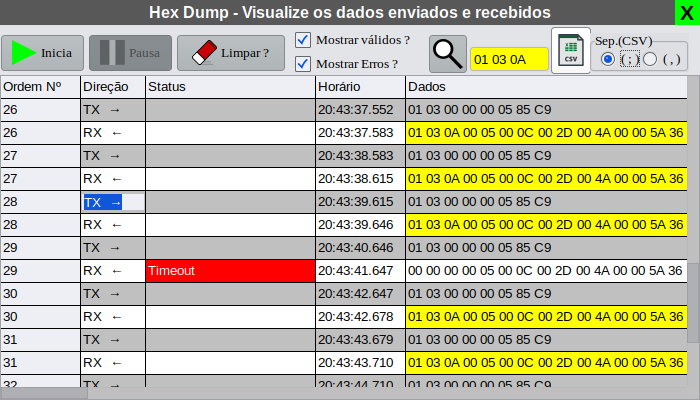 Hex Dump - Visualize os dados enviados e recebidos X
Inicia Pausa Limpar ? Mostrar válidos ? Mostrar Erros ? 01 03 0A CSV Sep.(CSV) ( ; ) ( , )
Ordem Nº Direção Status Horário Dados
26 TX → 20:43:37.552 01 03 00 00 00 05 85 C9
26 RX ← 20:43:37.583 01 03 0A 00 05 00 0C 00 2D 00 4A 00 00 5A 36
27 TX → 20:43:38.583 01 03 00 00 00 05 85 C9
27 RX ← 20:43:38.615 01 03 0A 00 05 00 0C 00 2D 00 4A 00 00 5A 36
28 TX → 20:43:39.615 01 03 00 00 00 05 85 C9
28 RX ← 20:43:39.646 01 03 0A 00 05 00 0C 00 2D 00 4A 00 00 5A 36
29 TX → 20:43:40.646 01 03 00 00 00 05 85 C9
29 RX ← Timeout 20:43:41.647 00 00 00 00 05 00 0C 00 2D 00 4A 00 00 5A 36
30 TX → 20:43:42.647 01 03 00 00 00 05 85 C9
30 RX ← 20:43:42.678 01 03 0A 00 05 00 0C 00 2D 00 4A 00 00 5A 36
31 TX → 20:43:43.679 01 03 00 00 00 05 85 C9
31 RX ← 20:43:43.710 01 03 0A 00 05 00 0C 00 2D 00 4A 00 00 5A 36
32 TX → 20:43:44.710 01 03 00 00 00 05 85 C9